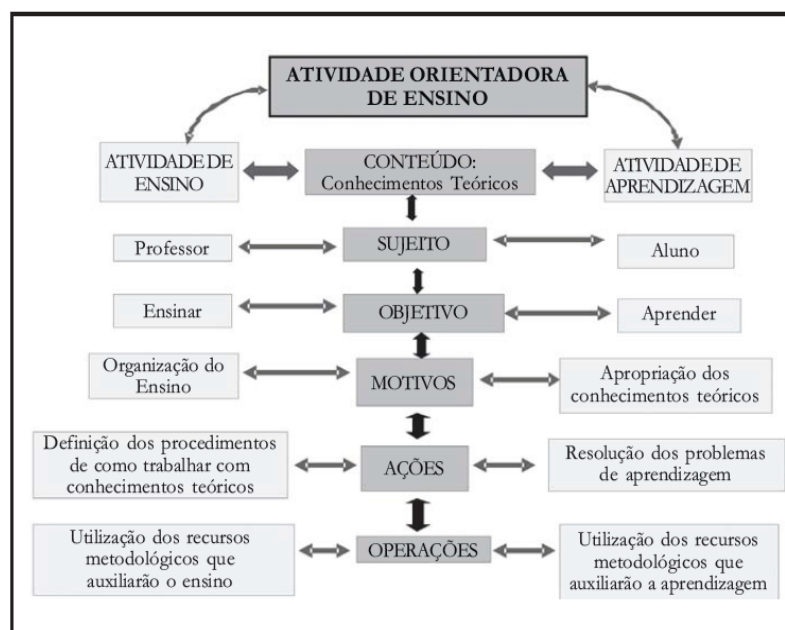 ATIVIDADE ORIENTADORA
DE ENSINO
ATIVIDADE DE
ENSINO
CONTEÚDO:
Conhecimentos Teóricos
ATIVIDADE DE
APRENDIZAGEM
Professor
SUJEITO
Aluno
Ensinar
OBJETIVO
Aprender
Organização do
Ensino
MOTIVOS
Apropriação dos
conhecimentos teóricos
Definição dos procedimentos
de como trabalhar com
conhecimentos teóricos
AÇÕES
Resolução dos problemas
de aprendizagem
Utilização dos recursos
metodológicos que
auxiliarão o ensino
OPERAÇÕES
Utilização dos recursos
metodológicos que
auxiliarão a aprendizagem